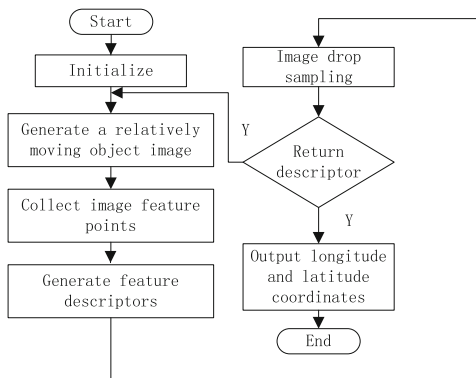 Start
Initialize
Generate a relatively
moving object image
Collect image feature
points
Generate feature
descriptors
Image drop
sampling
Y
Return
descriptor
Y
Output longitude
and latitude
coordinates
End